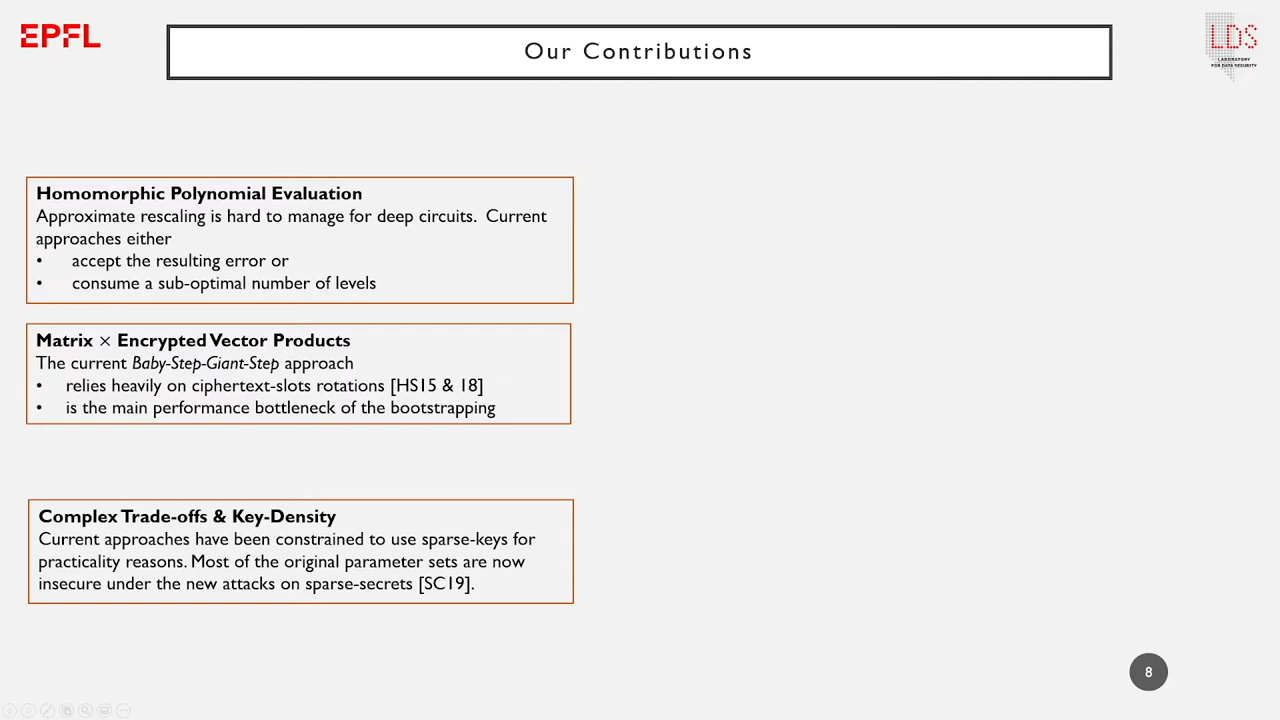 EPFL
Our Contributions
LDS
LABORATORY
FOR DATA SECURITY
Homomorphic Polynomial Evaluation
Approximate rescaling is hard to manage for deep circuits. Current
approaches either
• accept the resulting error or
• consume a sub-optimal number of levels
Matrix × Encrypted Vector Products
The current Baby-Step-Giant-Step approach
• relies heavily on ciphertext-slots rotations [HS15 & 18]
• is the main performance bottleneck of the bootstrapping
Complex Trade-offs & Key-Density
Current approaches have been constrained to use sparse-keys for
practicality reasons. Most of the original parameter sets are now
insecure under the new attacks on sparse-secrets [SC19].
8